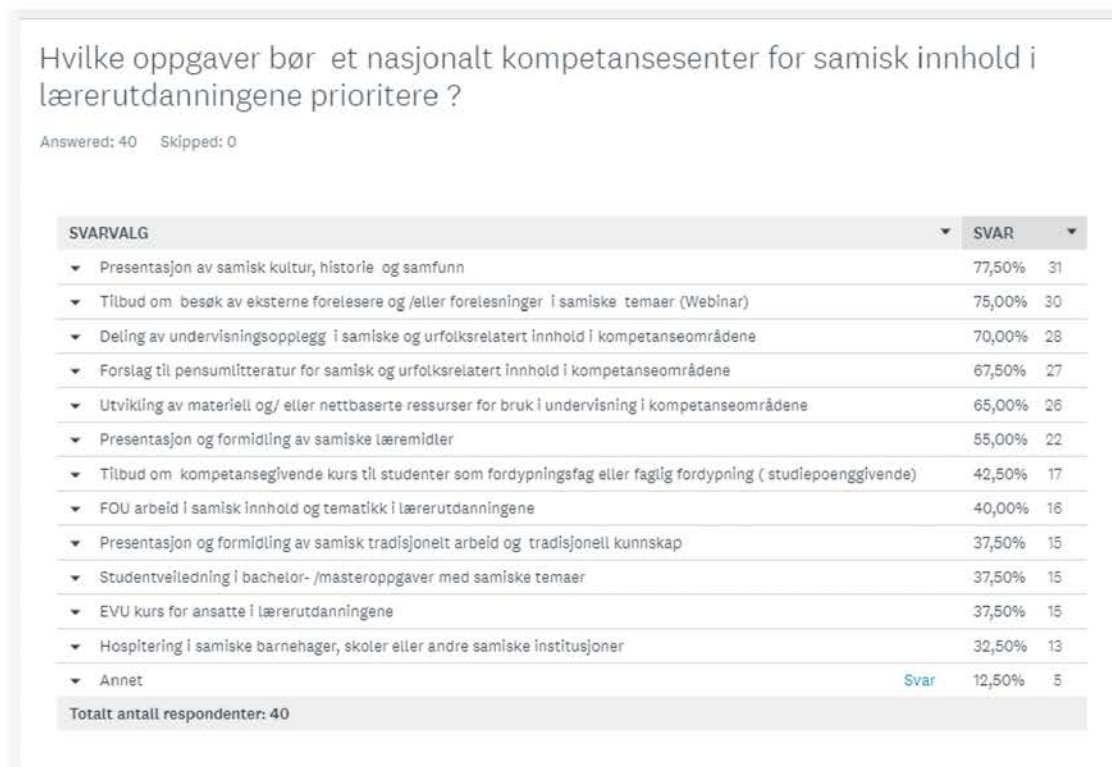 Hvilke oppgaver bør et nasjonalt kompetansesenter for samisk innhold i
lærerutdanningene prioritere ?
Answered: 40 Skipped: 0
SVARVALG SVAR
Presentasjon av samisk kultur, historie og samfunn 77,50% 31
Tilbud om besøk av eksterne forelesere og /eller forelesninger i samiske temaer (Webinar) 75,00% 30
Deling av undervisningsopplegg i samiske og urfolksrelatert innhold i kompetanseområdene 70,00% 28
Forslag til pensumlitteratur for samisk og urfolksrelatert innhold i kompetanseområdene 67,50% 27
Utvikling av materiell og/ eller nettbaserte ressurser for bruk i undervisning i kompetanseområdene 65,00% 26
Presentasjon og formidling av samiske læremidler 55,00% 22
Tilbud om kompetansegivende kurs til studenter som fordypningsfag eller faglig fordypning ( studiepoenggivende) 42,50% 17
FOU arbeid i samisk innhold og tematikk i lærerutdanningene 40,00% 16
Presentasjon og formidling av samisk tradisjonelt arbeid og tradisjonell kunnskap 37,50% 15
Studentveiledning i bachelor- /masteroppgaver med samiske temaer 37,50% 15
EVU kurs for ansatte i lærerutdanningene 37,50% 15
Hospitering i samiske barnehager, skoler eller andre samiske institusjoner 32,50% 13
Annet Svar 12,50% 5
Totalt antall respondenter: 40